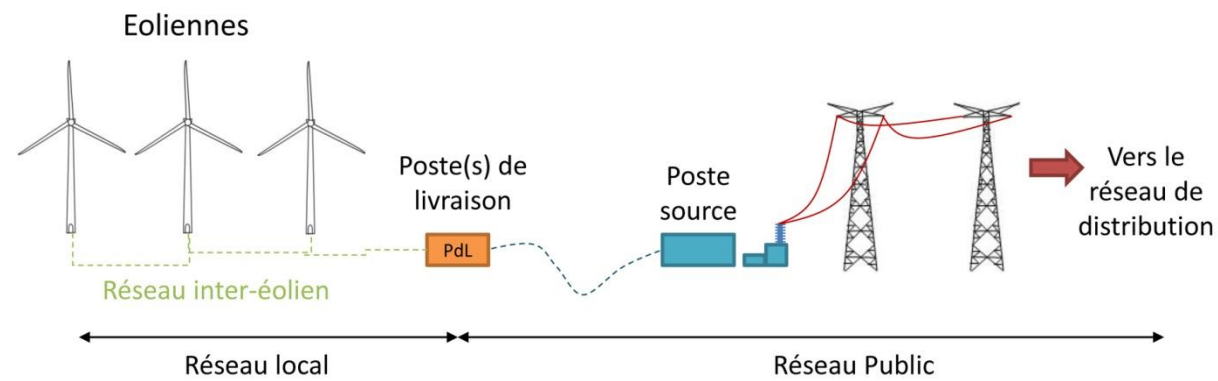 Eoliennes
Poste(s) de
livraison
PdL
Poste
source
Vers le
réseau de
distribution
Réseau inter-éolien
Réseau local
Réseau Public